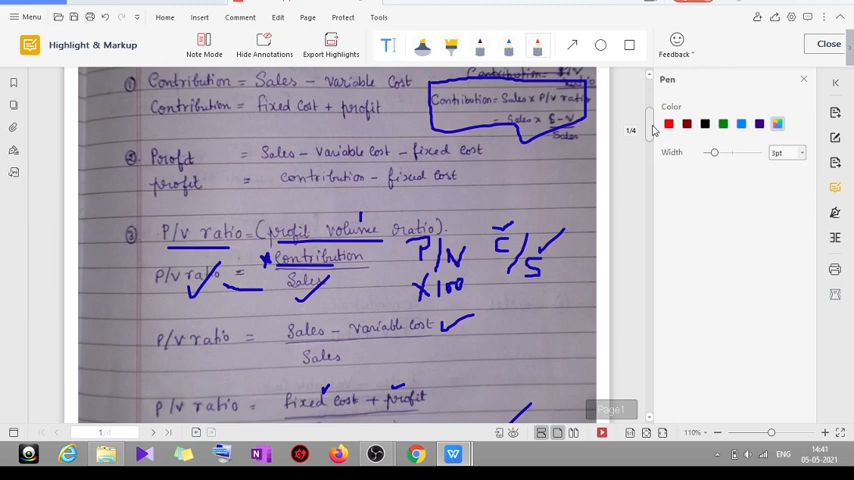 Menu
Home
Insert
Comment
Edit
Page
Protect
Tools
Highlight & Markup
Note Mode
Hide Annotations
Export Highlights
Feedback
Close
① Contribution = Sales - variable cost
Contribution = fixed cost + profit
Contribution = Sales x P/V ratio
= Sales x S-V
Sales
② Profit = Sales - variable cost - fixed cost
profit = contribution - fixed cost
③ P/V ratio = (profit volume ratio).
P/V ratio = Contribution
Sales
P/V
X 100
C/S
P/V ratio = Sales - variable cost
Sales
P/V ratio = fixed cost + profit
Page1
1/4
Pen
Color
Width
3pt
1/4
110%
ENG
14:41
05-05-2021